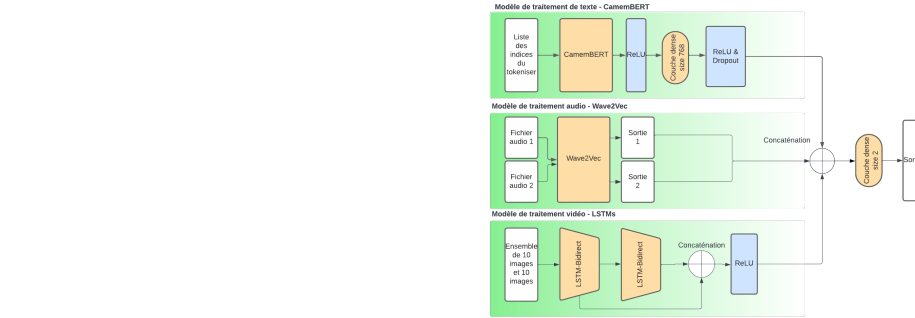 Modèle de traitement de texte - CamemBERT
Liste
des
indices
du
tokeniser
CamemBERT
ReLU
Couche dense
size 768
ReLU &
Dropout
Modèle de traitement audio - Wave2Vec
Fichier
audio 1
Fichier
audio 2
Wave2Vec
Sortie
1
Sortie
2
Concaténation
Couche dense
size 2
Sor
Modèle de traitement vidéo - LSTMs
Ensemble
de 10
images
et 10
images
LSTM-Bidirect
LSTM-Bidirect
Concaténation
ReLU